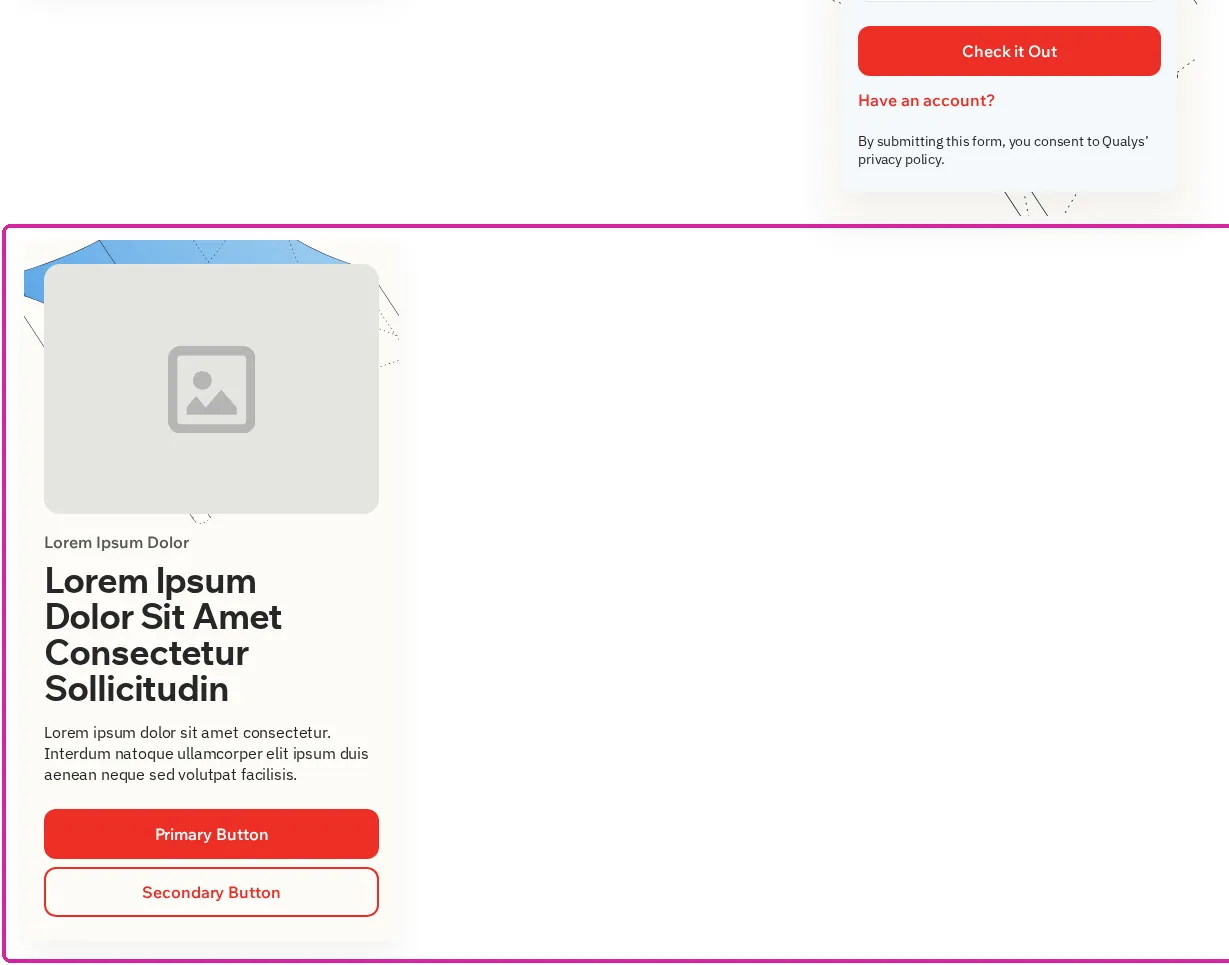 Check it Out
Have an account?
By submitting this form, you consent to Qualys’
privacy policy.
Lorem Ipsum Dolor
Lorem Ipsum
Dolor Sit Amet
Consectetur
Sollicitudin
Lorem ipsum dolor sit amet consectetur.
Interdum natoque ullamcorper elit ipsum duis
aenean neque sed volutpat facilisis.
Primary Button
Secondary Button